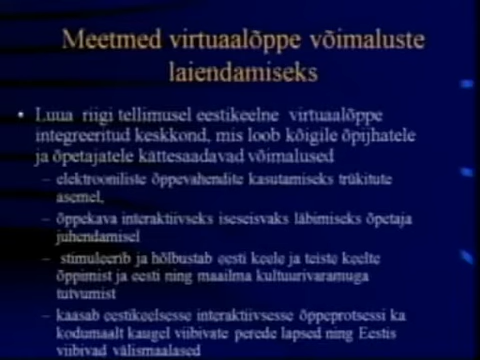 Meetmed virtuaalõppe võimaluste
laiendamiseks
• Luua riigi tellimusel eestikeelne virtuaalõppe
integreeritud keskkond, mis loob kõigile õpijhatele
ja õpetajatele kättesaadavad võimalused
– elektrooniliste õppevahendite kasutamiseks trükitute
asemel,
– õppekava interaktiivseks iseseisvaks läbimiseks õpetaja
juhendamisel
– stimuleerib ja hõlbustab eesti keele ja teiste keelte
õppimist ja eesti ning maailma kultuurivaramuga
tutvumist
– kaasab eestikeelsesse interaktiivsesse õppeprotsessi ka
kodumaalt kaugel viibivate perede lapsed ning Eestis
viibivad välismaalased